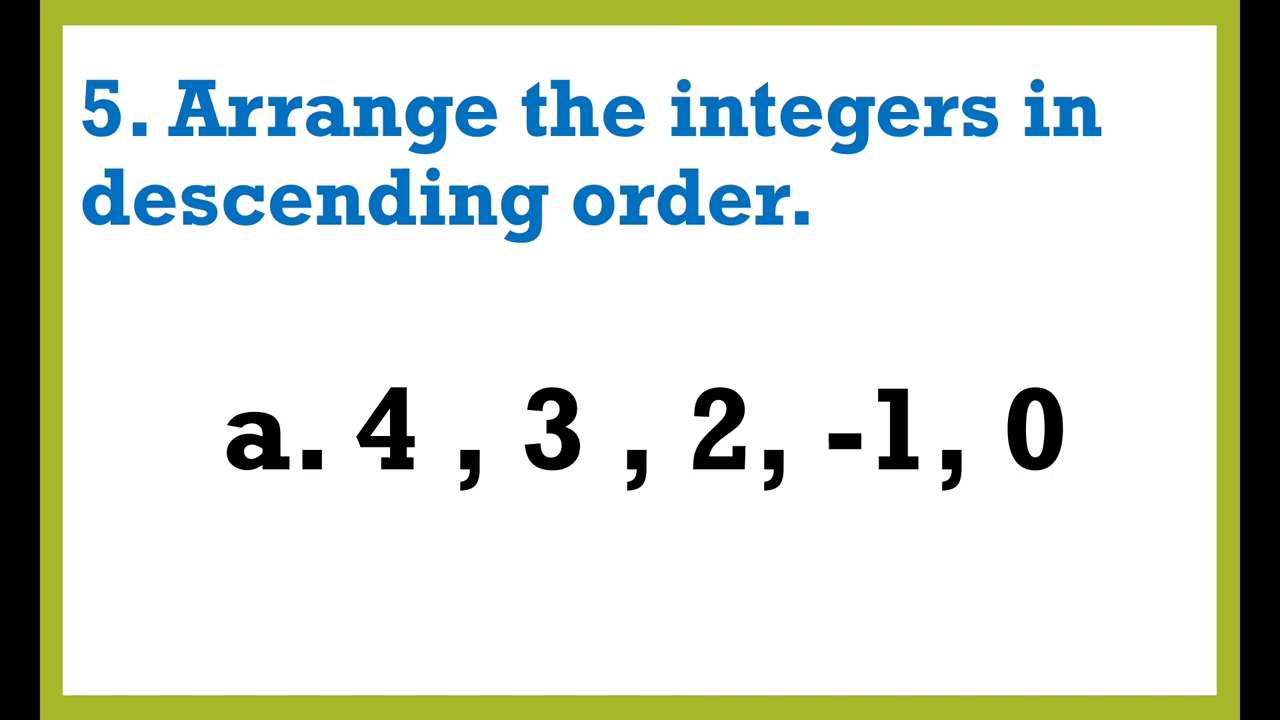 5. Arrange the integers in
descending order.
a. 4 , 3 , 2, -1, 0